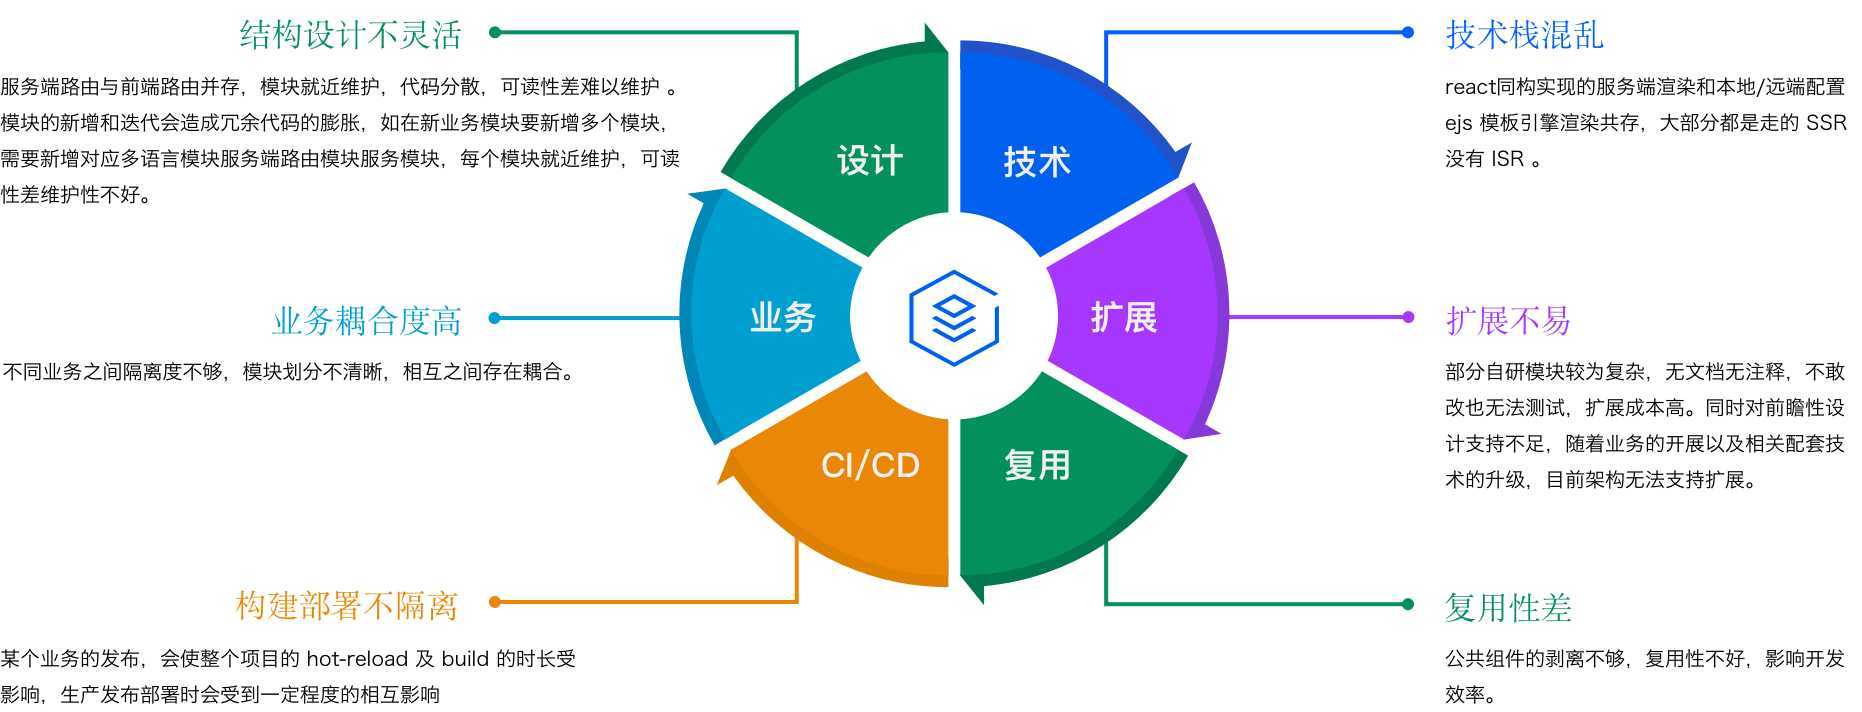 结构设计不灵活
服务端路由与前端路由并存，模块就近维护，代码分散，可读性差难以维护 。
模块的新增和迭代会造成冗余代码的膨胀，如在新业务模块要新增多个模块，
需要新增对应多语言模块服务端路由模块服务模块，每个模块就近维护，可读
性差维护性不好。
业务耦合度高
不同业务之间隔离度不够，模块划分不清晰，相互之间存在耦合。
构建部署不隔离
某个业务的发布，会使整个项目的 hot-reload 及 build 的时长受
影响，生产发布部署时会受到一定程度的相互影响
设计
技术
业务
扩展
CI/CD
复用
技术栈混乱
react同构实现的服务端渲染和本地/远端配置
ejs 模板引擎渲染共存，大部分都是走的 SSR
没有 ISR 。
扩展不易
部分自研模块较为复杂，无文档无注释，不敢
改也无法测试，扩展成本高。同时对前瞻性设
计支持不足，随着业务的开展以及相关配套技
术的升级，目前架构无法支持扩展。
复用性差
公共组件的剥离不够，复用性不好，影响开发
效率。